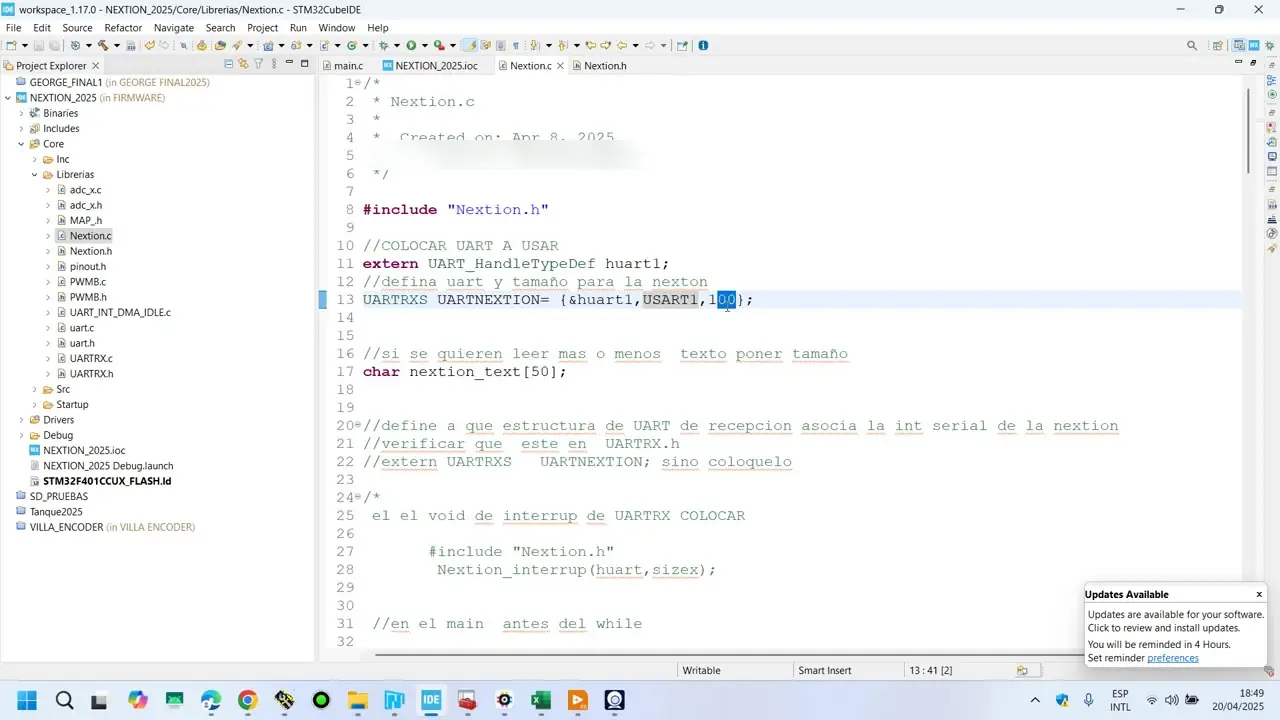 workspace_1.17.0 - NEXTION_2025/Core/Librerias/Nextion.c - STM32CubeIDE
File Edit Source Refactor Navigate Search Project Run Window Help
Project Explorer
main.c
NEXTION_2025.ioc
Nextion.c
Nextion.h
GEORGE_FINAL1 (in GEORGE FINAL2025)
NEXTION_2025 (in FIRMWARE)
Binaries
Includes
Core
Inc
Librerias
adc_x.c
adc_x.h
MAP_.h
Nextion.c
Nextion.h
pinout.h
PWMB.c
PWMB.h
UART_INT_DMA_IDLE.c
uart.c
uart.h
UARTRX.c
UARTRX.h
Src
Startup
Drivers
Debug
NEXTION_2025.ioc
NEXTION_2025 Debug.launch
STM32F401CCUX_FLASH.ld
SD_PRUEBAS
Tanque2025
VILLA_ENCODER (in VILLA ENCODER)
1 /*
2 * Nextion.c
3 *
4 * Created on: Apr 8, 2025
5
6 */
7
8 #include "Nextion.h"
9
10 //COLOCAR UART A USAR
11 extern UART_HandleTypeDef huart1;
12 //defina uart y tamaño para la nexton
13 UARTRXS UARTNEXTION= {&huart1,USART1,100};
14
15
16 //si se quieren leer mas o menos texto poner tamaño
17 char nextion_text[50];
18
19
20 //define a que estructura de UART de recepcion asocia la int serial de la nextion
21 //verificar que este en UARTRX.h
22 //extern UARTRXS UARTNEXTION; sino coloquelo
23
24 /*
25 el el void de interrup de UARTRX COLOCAR
26
27 #include "Nextion.h"
28 Nextion_interrup(huart,sizex);
29
30
31 //en el main antes del while
32
Updates Available
Updates are available for your software.
Click to review and install updates.
You will be reminded in 4 Hours.
Set reminder preferences
Writable
Smart Insert
13 : 41 [2]
IDE
ESP
INTL
18:49
20/04/2025